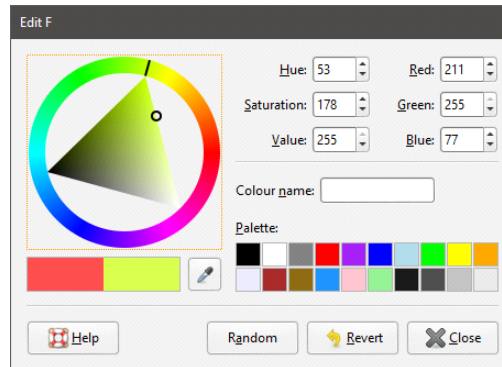 Edit F
Hue: 53 Red: 211
Saturation: 178 Green: 255
Value: 255 Blue: 77
Colour name:
Palette:
Help Random Revert Close